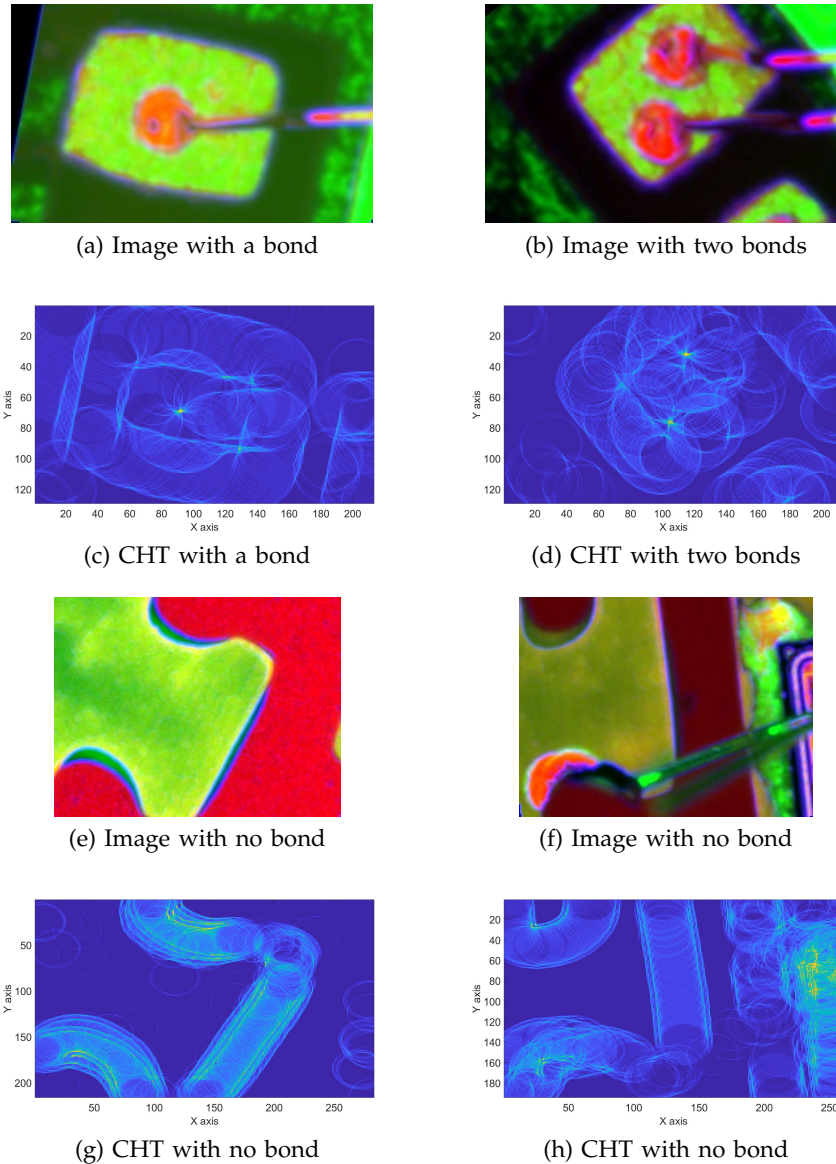 (a) Image with a bond
(b) Image with two bonds
20
40
60
80
100
120
Y axis
20 40 60 80 100 120 140 160 180 200
X axis
20
40
60
80
100
120
Y axis
20 40 60 80 100 120 140 160 180 200
X axis
(c) CHT with a bond
(d) CHT with two bonds
(e) Image with no bond
(f) Image with no bond
50
100
150
200
Y axis
50 100 150 200 250
X axis
20
40
60
80
100
120
140
160
180
Y axis
50 100 150 200 250
X axis
(g) CHT with no bond
(h) CHT with no bond